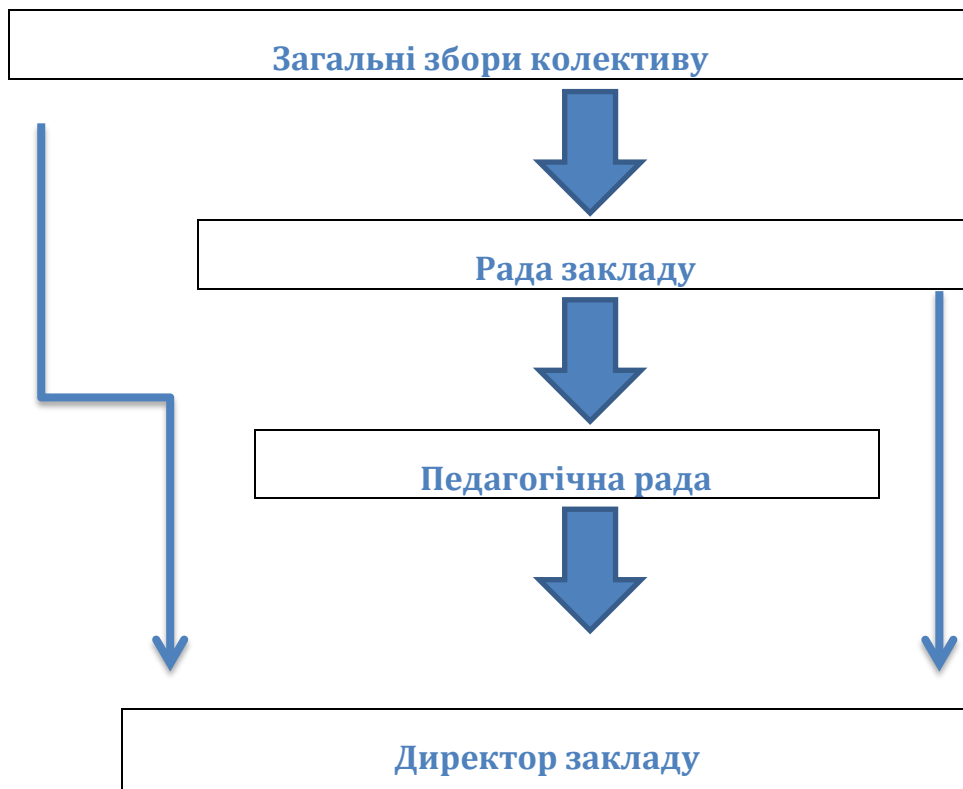 Загальні збори колективу
Рада закладу
Педагогічна рада
Директор закладу